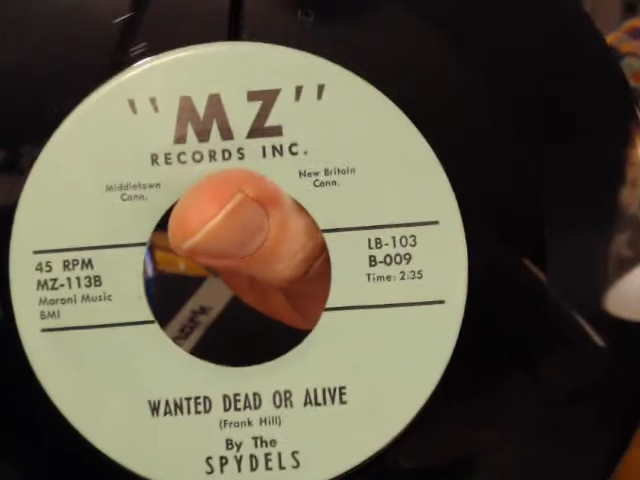 "MZ"
RECORDS INC.
Middletown
Conn.
New Britain
Conn.
45 RPM
MZ-113B
Maroni Music
BMI
LB-103
B-009
Time: 2:35
WANTED DEAD OR ALIVE
(Frank Hill)
By The
SPYDELS